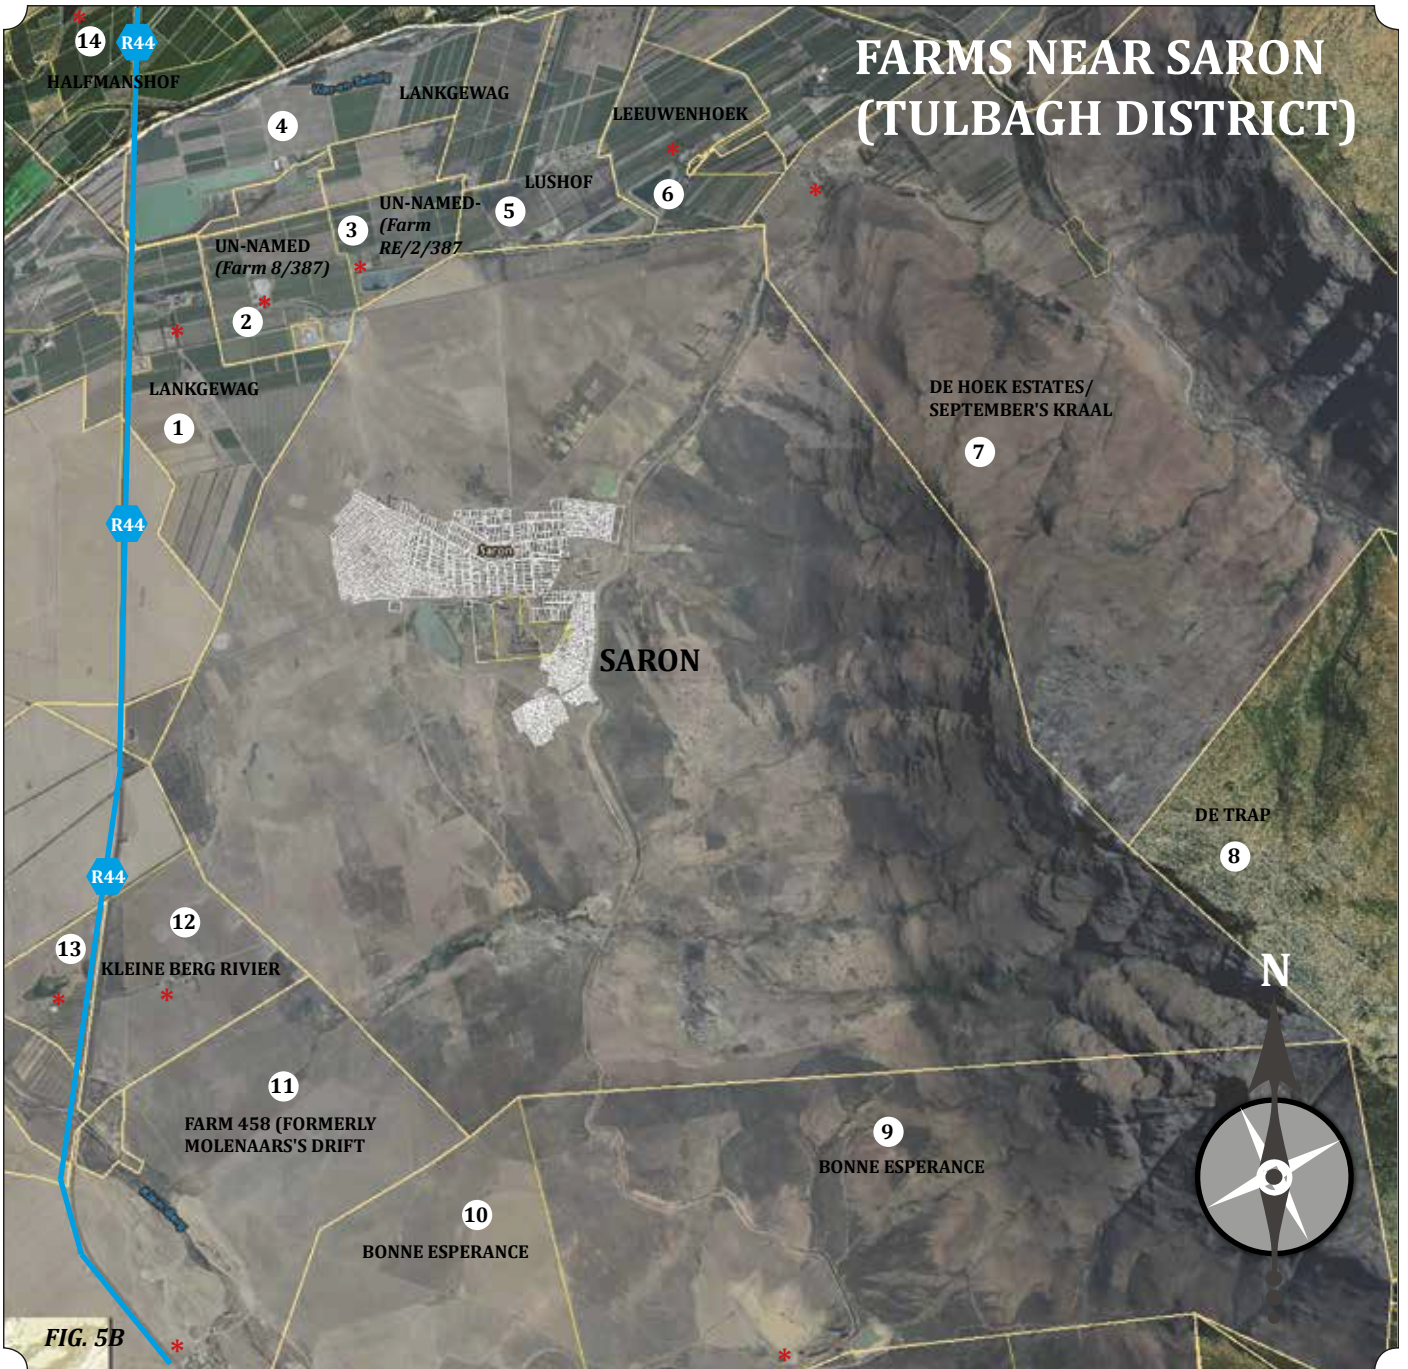 FARMS NEAR SARON
(TULBAGH DISTRICT)
14
R44
HALFMANSHOF
LANKGEWAG
4
LEEUWENHOEK
LUSHOF
5
6
UN-NAMED-
(Farm
RE/2/387
3
UN-NAMED
(Farm 8/387)
2
LANKGEWAG
1
DE HOEK ESTATES/
SEPTEMBER'S KRAAL
7
R44
Saron
SARON
DE TRAP
8
R44
12
13
KLEINE BERG RIVIER
N
11
FARM 458 (FORMERLY
MOLENAARS'S DRIFT
9
BONNE ESPERANCE
10
BONNE ESPERANCE
FIG. 5B